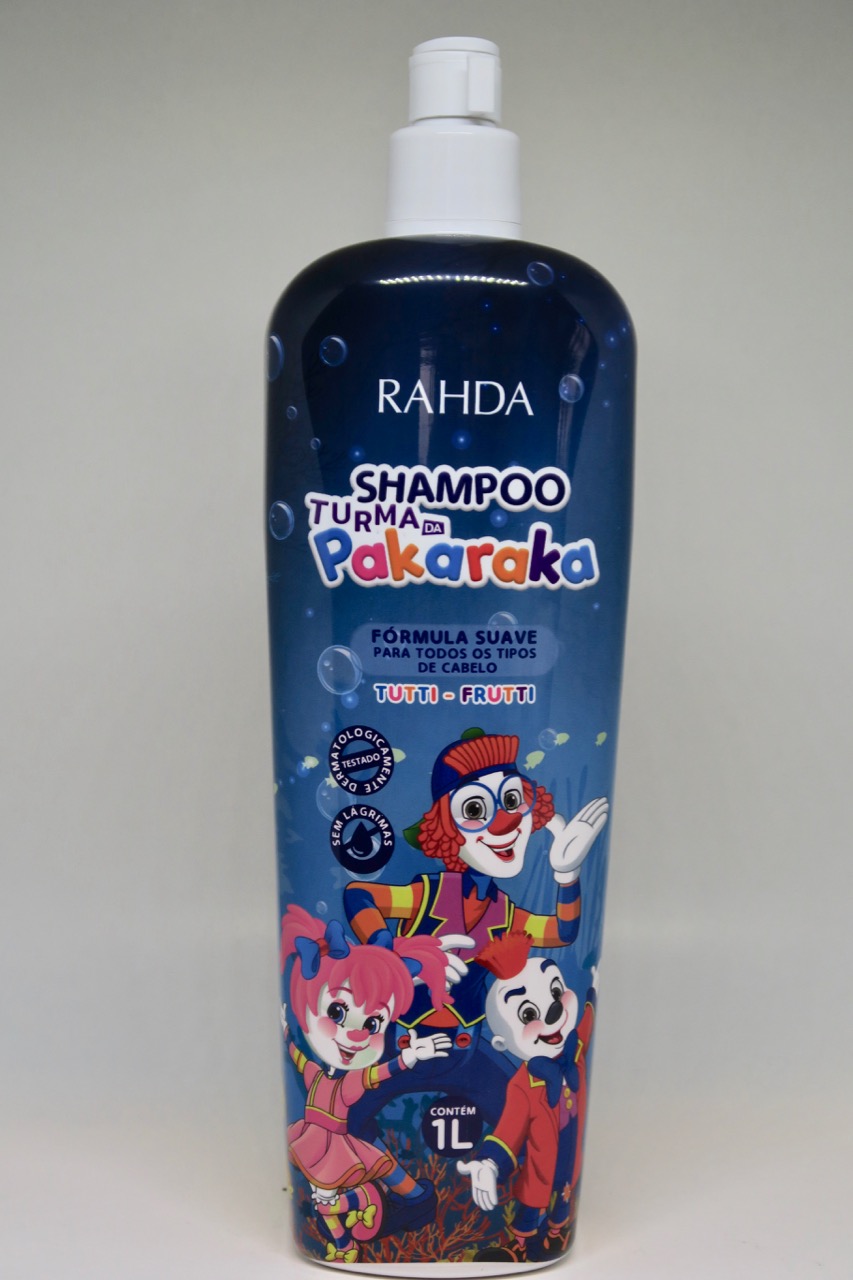 RAHDA
SHAMPOO
TURMA DA
Pakaraka
FÓRMULA SUAVE
PARA TODOS OS TIPOS
DE CABELO
TUTTI - FRUTTI
DERMATOLOGICAMENTE
TESTADO
SEM LÁGRIMAS
CONTÉM
1L